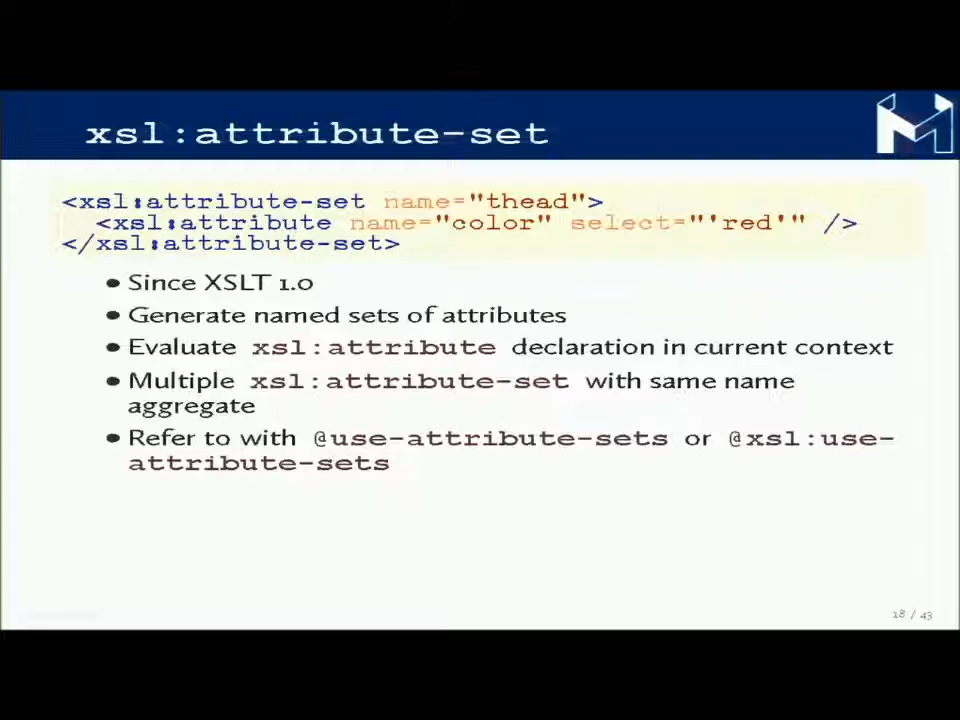 xsl:attribute-set
<xsl:attribute-set name="thead">
<xsl:attribute name="color" select="'red'" />
</xsl:attribute-set>
• Since XSLT 1.0
• Generate named sets of attributes
• Evaluate xsl:attribute declaration in current context
• Multiple xsl:attribute-set with same name
aggregate
• Refer to with @use-attribute-sets or @xsl:use-
attribute-sets
18 / 43